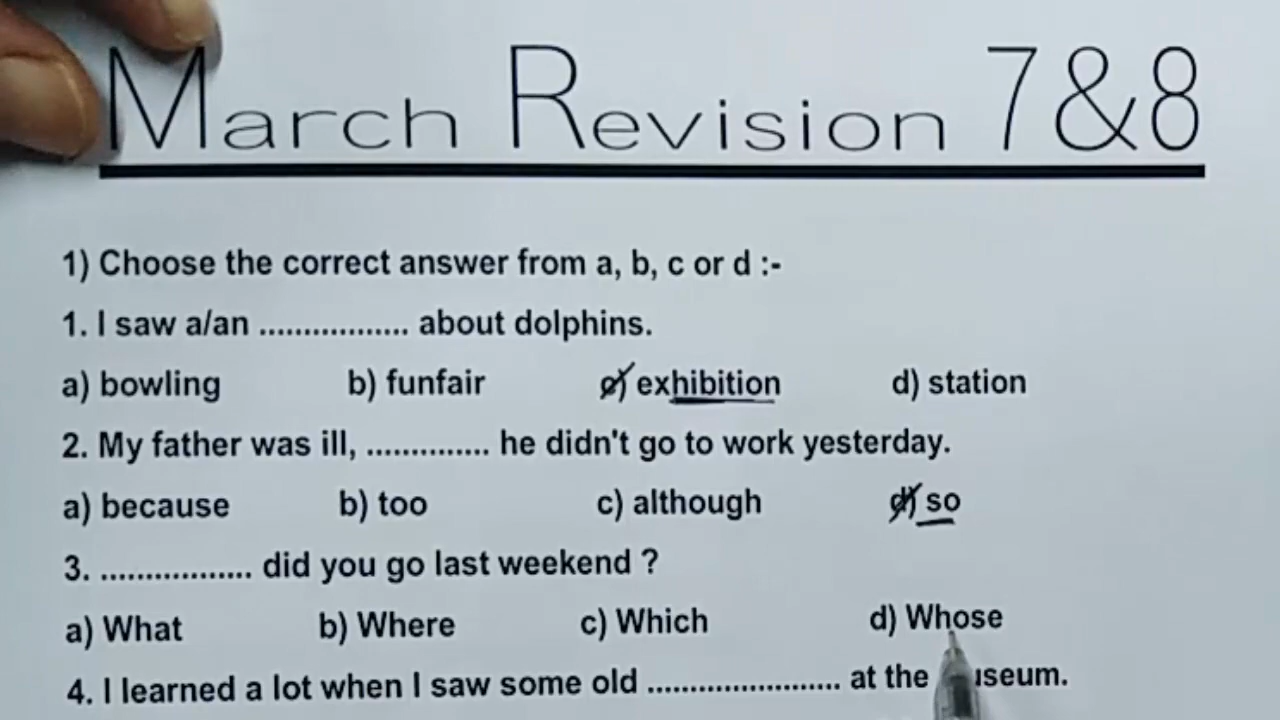 March Revision 7&8
1) Choose the correct answer from a, b, c or d :-
1. I saw a/an ................. about dolphins.
a) bowling b) funfair c) exhibition d) station
2. My father was ill, .............. he didn't go to work yesterday.
a) because b) too c) although d) so
3. ................. did you go last weekend ?
a) What b) Where c) Which d) Whose
4. I learned a lot when I saw some old ...................... at the